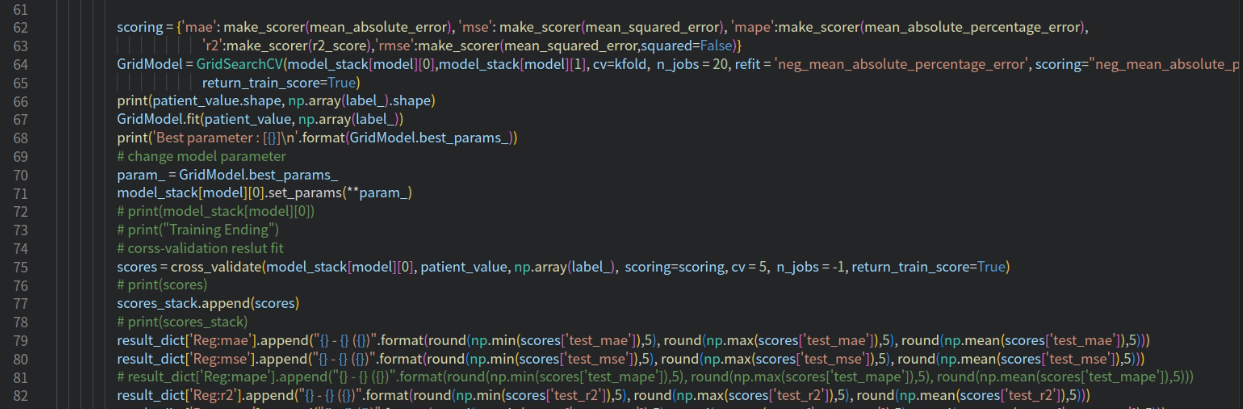 61
62 scoring = {'mae': make_scorer(mean_absolute_error), 'mse': make_scorer(mean_squared_error), 'mape':make_scorer(mean_absolute_percentage_error),
63 'r2':make_scorer(r2_score),'rmse':make_scorer(mean_squared_error,squared=False)}
64 GridModel = GridSearchCV(model_stack[model][0],model_stack[model][1], cv=kfold, n_jobs = 20, refit = 'neg_mean_absolute_percentage_error', scoring="neg_mean_absolute_p
65 return_train_score=True)
66 print(patient_value.shape, np.array(label_).shape)
67 GridModel.fit(patient_value, np.array(label_))
68 print('Best parameter : [{}]\n'.format(GridModel.best_params_))
69 # change model parameter
70 param_ = GridModel.best_params_
71 model_stack[model][0].set_params(**param_)
72 # print(model_stack[model][0])
73 # print("Training Ending")
74 # corss-validation reslut fit
75 scores = cross_validate(model_stack[model][0], patient_value, np.array(label_), scoring=scoring, cv = 5, n_jobs = -1, return_train_score=True)
76 # print(scores)
77 scores_stack.append(scores)
78 # print(scores_stack)
79 result_dict['Reg:mae'].append("{} - {} ({})".format(round(np.min(scores['test_mae']),5), round(np.max(scores['test_mae']),5), round(np.mean(scores['test_mae']),5)))
80 result_dict['Reg:mse'].append("{} - {} ({})".format(round(np.min(scores['test_mse']),5), round(np.max(scores['test_mse']),5), round(np.mean(scores['test_mse']),5)))
81 # result_dict['Reg:mape'].append("{} - {} ({})".format(round(np.min(scores['test_mape']),5), round(np.max(scores['test_mape']),5), round(np.mean(scores['test_mape']),5)))
82 result_dict['Reg:r2'].append("{} - {} ({})".format(round(np.min(scores['test_r2']),5), round(np.max(scores['test_r2']),5), round(np.mean(scores['test_r2']),5)))